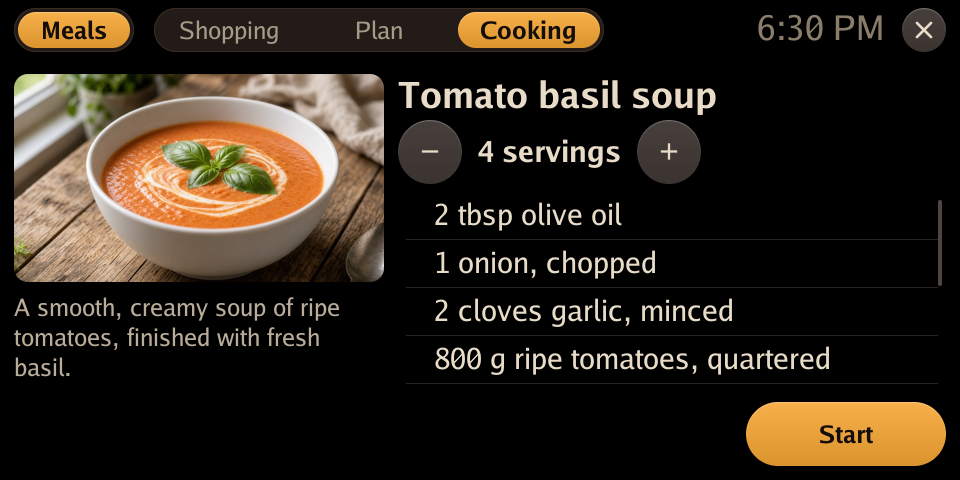 Meals
Shopping
Plan
Cooking
6:30 PM
Tomato basil soup
− 4 servings +
2 tbsp olive oil
1 onion, chopped
2 cloves garlic, minced
800 g ripe tomatoes, quartered
A smooth, creamy soup of ripe
tomatoes, finished with fresh
basil.
Start